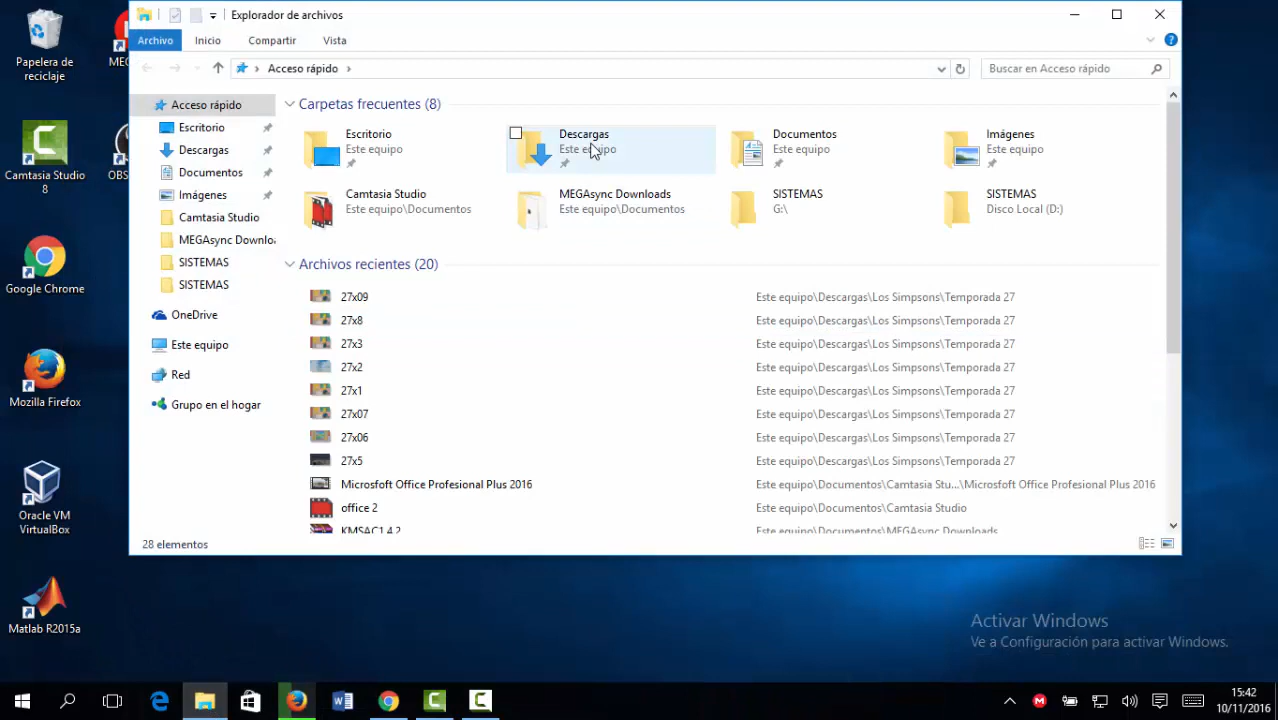 Papelera de
reciclaje
ME
Camtasia Studio
8
OBS
Google Chrome
Mozilla Firefox
Oracle VM
VirtualBox
Matlab R2015a
Explorador de archivos
Archivo Inicio Compartir Vista
Acceso rápido
Buscar en Acceso rápido
Acceso rápido
Escritorio
Descargas
Documentos
Imágenes
Camtasia Studio
MEGAsync Downlo
SISTEMAS
SISTEMAS
OneDrive
Este equipo
Red
Grupo en el hogar
Carpetas frecuentes (8)
Escritorio
Este equipo
Descargas
Este equipo
Documentos
Este equipo
Imágenes
Este equipo
Camtasia Studio
Este equipo\Documentos
MEGAsync Downloads
Este equipo\Documentos
SISTEMAS
G:\
SISTEMAS
Disco Local (D:)
Archivos recientes (20)
27x09 Este equipo\Descargas\Los Simpsons\Temporada 27
27x8 Este equipo\Descargas\Los Simpsons\Temporada 27
27x3 Este equipo\Descargas\Los Simpsons\Temporada 27
27x2 Este equipo\Descargas\Los Simpsons\Temporada 27
27x1 Este equipo\Descargas\Los Simpsons\Temporada 27
27x07 Este equipo\Descargas\Los Simpsons\Temporada 27
27x06 Este equipo\Descargas\Los Simpsons\Temporada 27
27x5 Este equipo\Descargas\Los Simpsons\Temporada 27
Micrososft Office Profesional Plus 2016 Este equipo\Documentos\Camtasia Stu...\Micrososft Office Profesional Plus 2016
office 2 Este equipo\Documentos\Camtasia Studio
KMSAC1.4.2 Este equipo\Documentos\MEGAsync Downloads
28 elementos
Activar Windows
Ve a Configuración para activar Windows.
15:42
10/11/2016